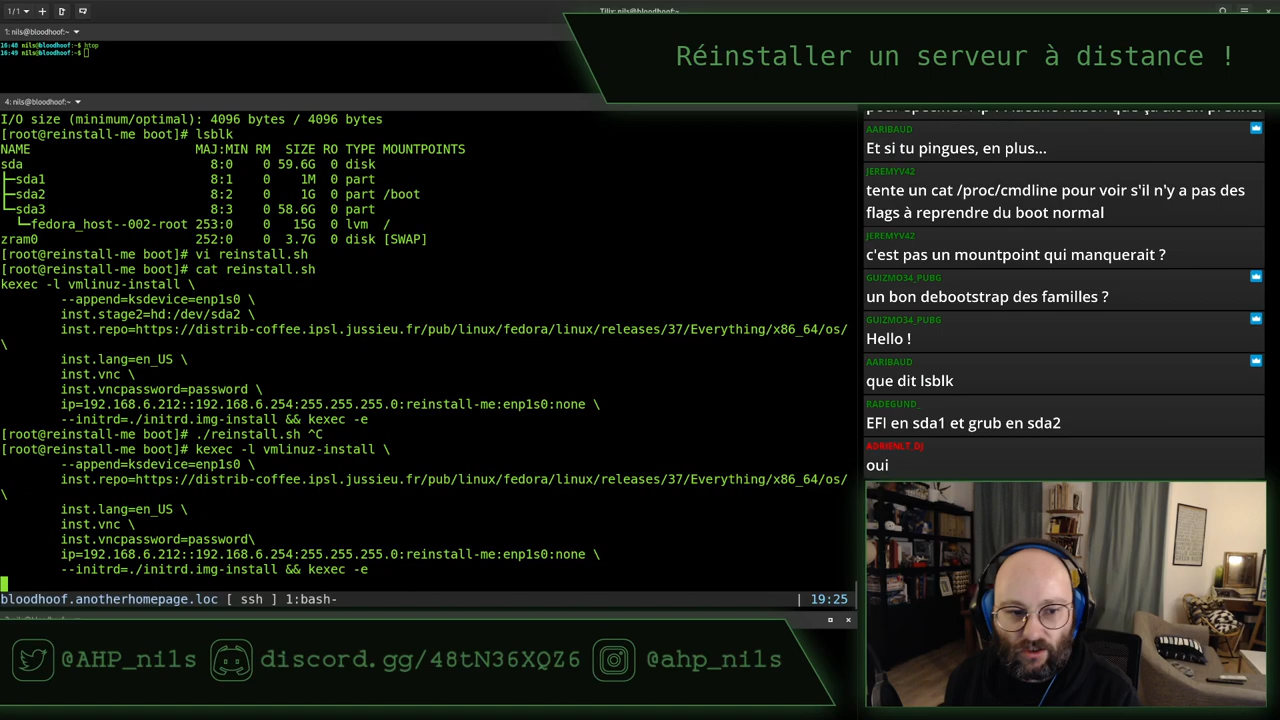 1/1
Tilix: nils@bloodhoof:~
1: nils@bloodhoof:~
16:48 nils@bloodhoof:~$ htop
16:49 nils@bloodhoof:~$
Réinstaller un serveur à distance !
4: nils@bloodhoof:~
I/O size (minimum/optimal): 4096 bytes / 4096 bytes
[root@reinstall-me boot]# lsblk
NAME MAJ:MIN RM SIZE RO TYPE MOUNTPOINTS
sda 8:0 0 59.6G 0 disk
├─sda1 8:1 0 1M 0 part
├─sda2 8:2 0 1G 0 part /boot
└─sda3 8:3 0 58.6G 0 part
└─fedora_host--002-root 253:0 0 15G 0 lvm /
zram0 252:0 0 3.7G 0 disk [SWAP]
[root@reinstall-me boot]# vi reinstall.sh
[root@reinstall-me boot]# cat reinstall.sh
kexec -l vmlinuz-install \
--append=ksdevice=enp1s0 \
inst.stage2=hd:/dev/sda2 \
inst.repo=https://distrib-coffee.ipsl.jussieu.fr/pub/linux/fedora/linux/releases/37/Everything/x86_64/os/
\
inst.lang=en_US \
inst.vnc \
inst.vncpassword=password \
ip=192.168.6.212::192.168.6.254:255.255.255.0:reinstall-me:enp1s0:none \
--initrd=./initrd.img-install && kexec -e
[root@reinstall-me boot]# ./reinstall.sh ^C
[root@reinstall-me boot]# kexec -l vmlinuz-install \
--append=ksdevice=enp1s0 \
inst.repo=https://distrib-coffee.ipsl.jussieu.fr/pub/linux/fedora/linux/releases/37/Everything/x86_64/os/
\
inst.lang=en_US \
inst.vnc \
inst.vncpassword=password\
ip=192.168.6.212::192.168.6.254:255.255.255.0:reinstall-me:enp1s0:none \
--initrd=./initrd.img-install && kexec -e
bloodhoof.anotherhomepage.loc [ ssh ] 1:bash- | 19:25
AARIBAUD
Et si tu pingues, en plus...
JEREMYV42
tente un cat /proc/cmdline pour voir s'il n'y a pas des
flags à reprendre du boot normal
JEREMYV42
c'est pas un mountpoint qui manquerait ?
GUIZMO34_PUBG
un bon debootstrap des familles ?
GUIZMO34_PUBG
Hello !
AARIBAUD
que dit lsblk
RADEGUND_
EFI en sda1 et grub en sda2
ADRIENLT_DJ
oui
@AHP_nils
discord.gg/48tN36XQZ6
@ahp_nils